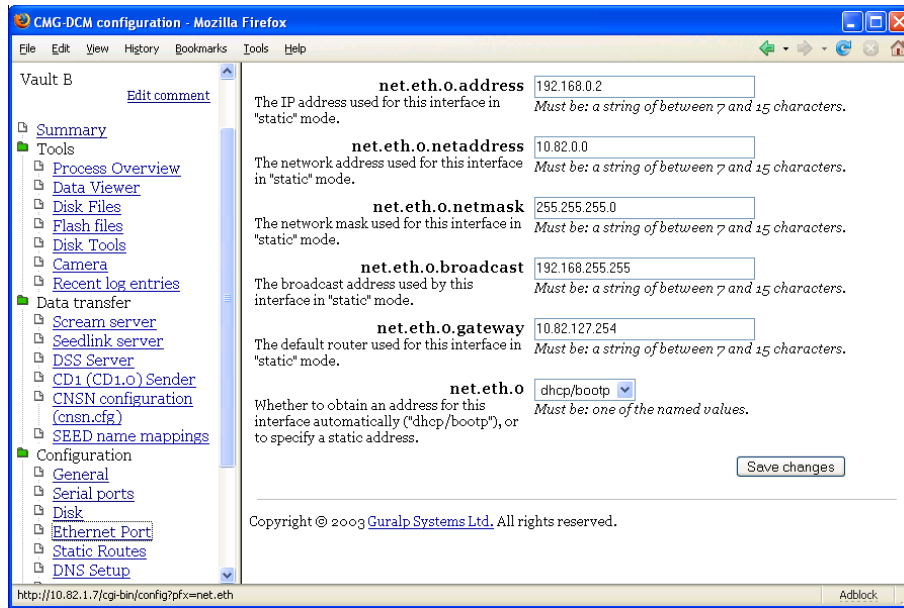 CMG-DCM configuration - Mozilla Firefox
File Edit View History Bookmarks Tools Help
Vault B
Edit comment
Summary
Tools
Process Overview
Data Viewer
Disk Files
Flash files
Disk Tools
Camera
Recent log entries
Data transfer
Scream server
Seedlink server
DSS Server
CD1 (CD1.0) Sender
CNSN configuration
(cnsn.cfg)
SEED name mappings
Configuration
General
Serial ports
Disk
Ethernet Port
Static Routes
DNS Setup
net.eth.0.address 192.168.0.2
The IP address used for this interface in
"static" mode.
Must be: a string of between 7 and 15 characters.
net.eth.0.netaddress 10.82.0.0
The network address used for this interface
in "static" mode.
Must be: a string of between 7 and 15 characters.
net.eth.0.netmask 255.255.255.0
The network mask used for this interface in
"static" mode.
Must be: a string of between 7 and 15 characters.
net.eth.0.broadcast 192.168.255.255
The broadcast address used by this
interface in "static" mode.
Must be: a string of between 7 and 15 characters.
net.eth.0.gateway 10.82.127.254
The default router used for this interface in
"static" mode.
Must be: a string of between 7 and 15 characters.
net.eth.0 dhcp/bootp
Whether to obtain an address for this
interface automatically ("dhcp/bootp"), or
to specify a static address.
Must be: one of the named values.
Save changes
Copyright © 2003 Guralp Systems Ltd. All rights reserved.
http://10.82.1.7/cgi-bin/config?pfx=net.eth
Adblock